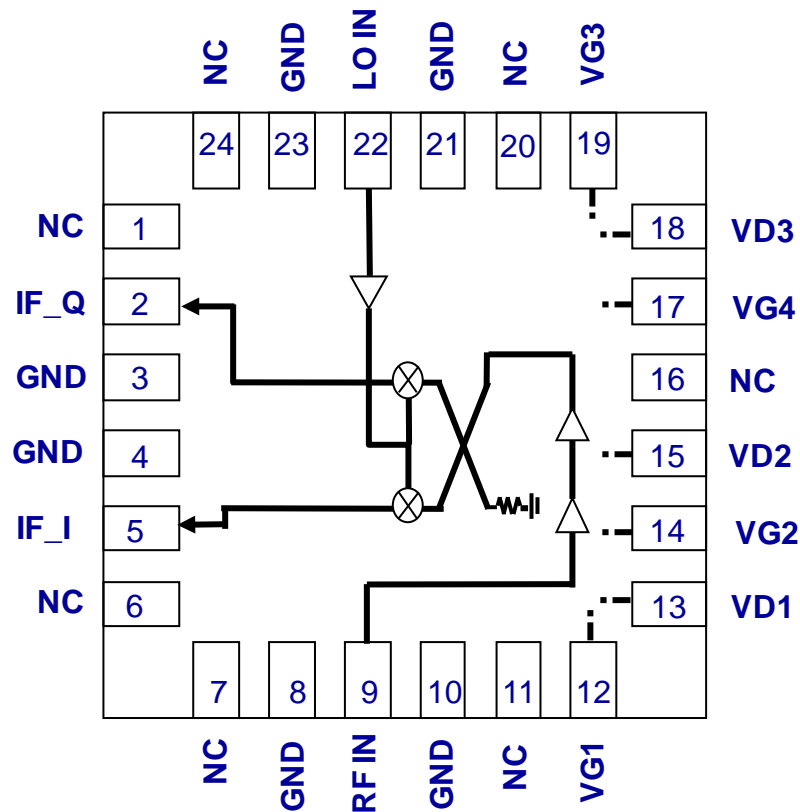 NC
GND
LO IN
GND
NC
VG3
24
23
22
21
20
19
NC
1
18
VD3
IF_Q
2
17
VG4
GND
3
16
NC
GND
4
15
VD2
IF_I
5
14
VG2
NC
6
13
VD1
7
8
9
10
11
12
NC
GND
RF IN
GND
NC
VG1